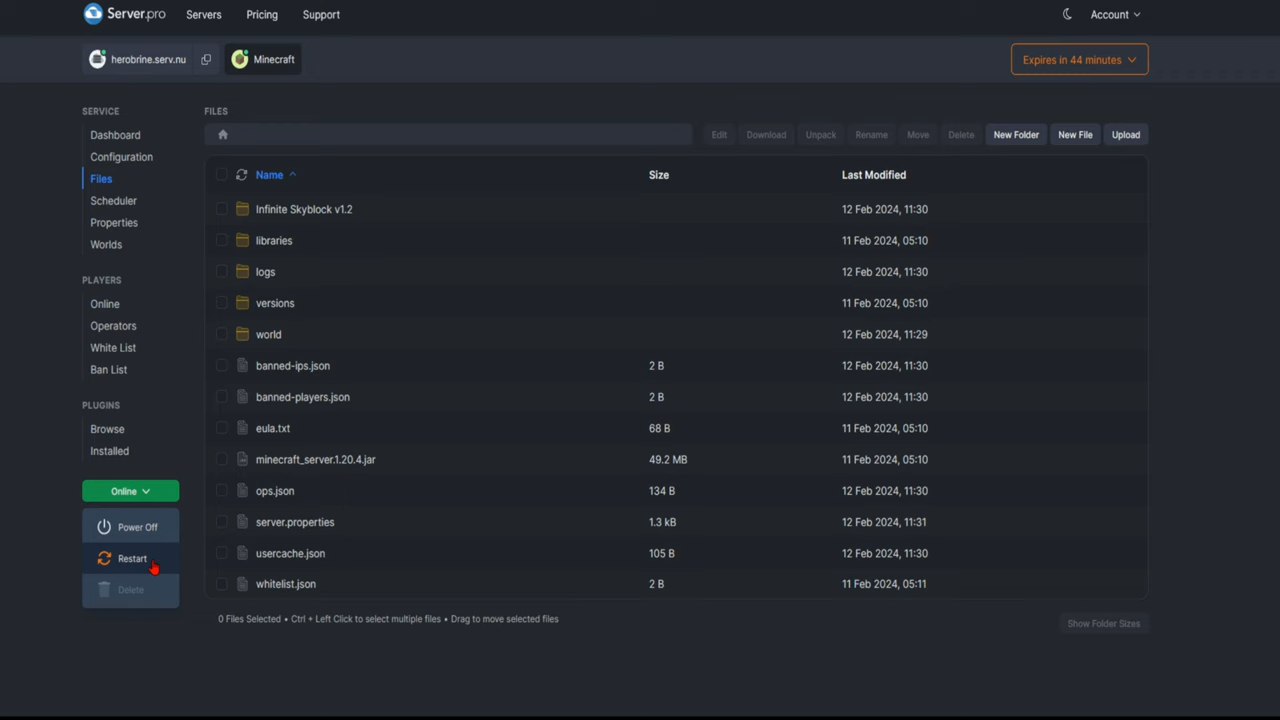 Server.pro Servers Pricing Support Account
herobrine.serv.nu Minecraft Expires in 44 minutes
SERVICE
Dashboard
Configuration
Files
Scheduler
Properties
Worlds
PLAYERS
Online
Operators
White List
Ban List
PLUGINS
Browse
Installed
Online
Power Off
Restart
Delete
FILES
Edit Download Unpack Rename Move Delete New Folder New File Upload
Name Size Last Modified
Infinite Skyblock v1.2 12 Feb 2024, 11:30
libraries 11 Feb 2024, 05:10
logs 12 Feb 2024, 11:30
versions 11 Feb 2024, 05:10
world 12 Feb 2024, 11:29
banned-ips.json 2 B 12 Feb 2024, 11:30
banned-players.json 2 B 12 Feb 2024, 11:30
eula.txt 68 B 11 Feb 2024, 05:10
minecraft_server.1.20.4.jar 49.2 MB 11 Feb 2024, 05:10
ops.json 134 B 12 Feb 2024, 11:30
server.properties 1.3 kB 12 Feb 2024, 11:31
usercache.json 105 B 12 Feb 2024, 11:30
whitelist.json 2 B 11 Feb 2024, 05:11
0 Files Selected • Ctrl + Left Click to select multiple files • Drag to move selected files
Show Folder Sizes